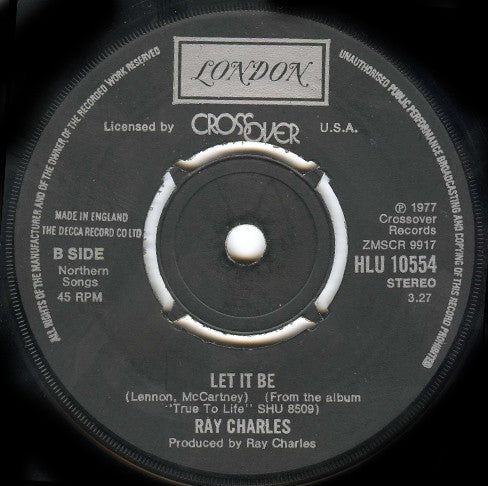 LONDON
Licensed by CROSSOVER U.S.A.
ALL RIGHTS OF THE MANUFACTURER AND OF THE OWNER OF THE RECORDED WORK RESERVED
UNAUTHORISED PUBLIC PERFORMANCE BROADCASTING AND COPYING OF THIS RECORD PROHIBITED
MADE IN ENGLAND
THE DECCA RECORD CO LTD
B SIDE
Northern
Songs
45 RPM
℗ 1977
Crossover
Records
ZMSCR 9917
HLU 10554
STEREO
3.27
LET IT BE
(Lennon, McCartney) (From the album
"True To Life" SHU 8509)
RAY CHARLES
Produced by Ray Charles